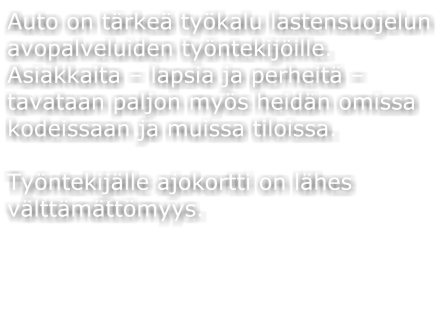 Auto on tärkeä työkalu lastensuojelun
avopalveluiden työntekijöille.
Asiakkaita – lapsia ja perheitä –
tavataan paljon myös heidän omissa
kodeissaan ja muissa tiloissa.

Työntekijälle ajokortti on lähes
välttämättömyys.